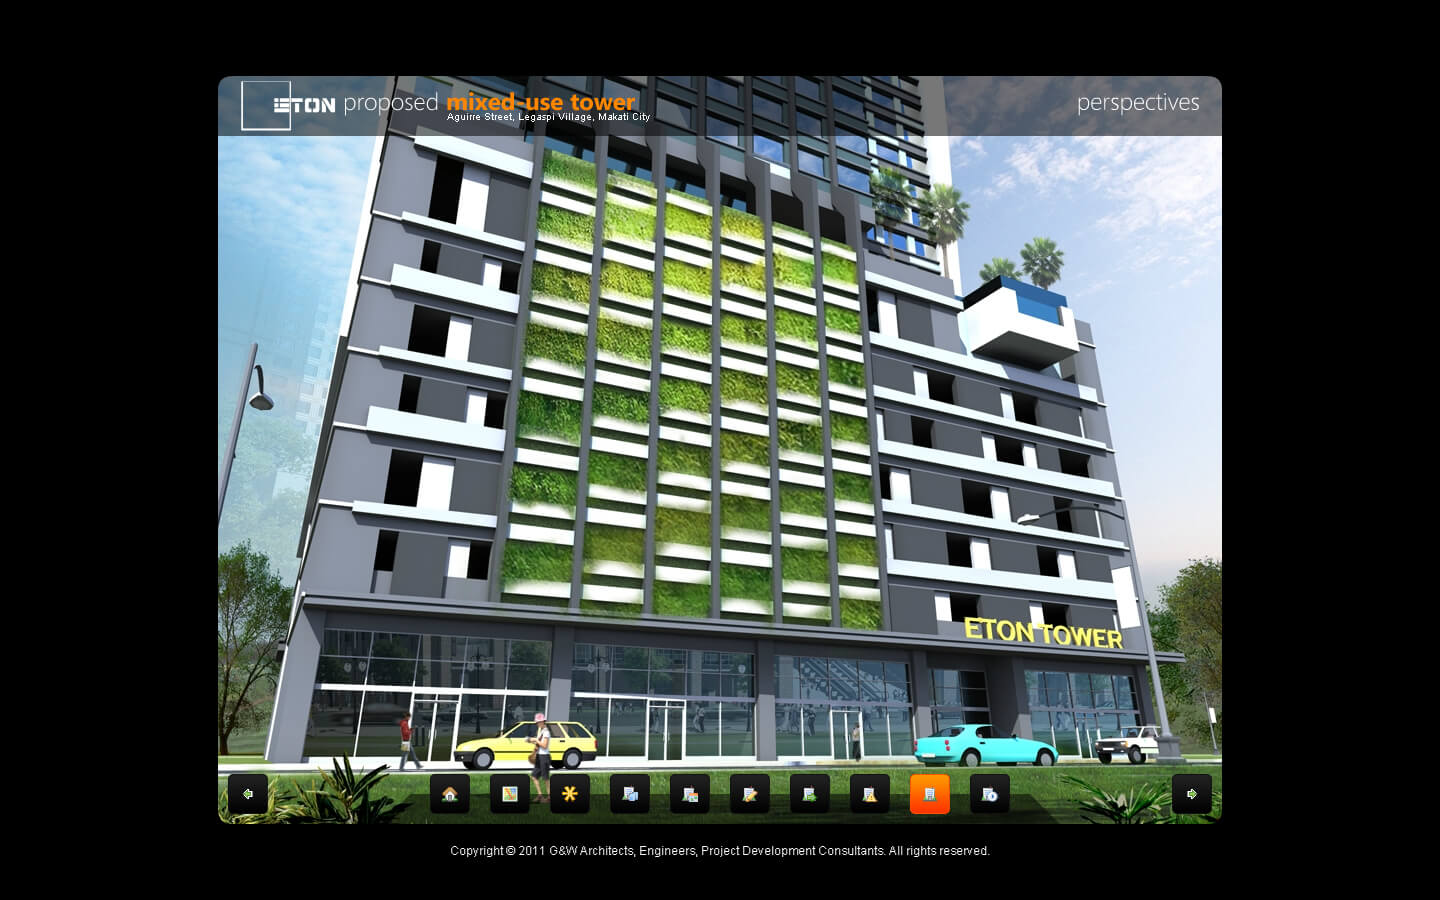 ETON proposed mixed-use tower
Aguirre Street, Legaspi Village, Makati City
perspectives
ETON TOWER
Copyright © 2011 G&W Architects, Engineers, Project Development Consultants. All rights reserved.